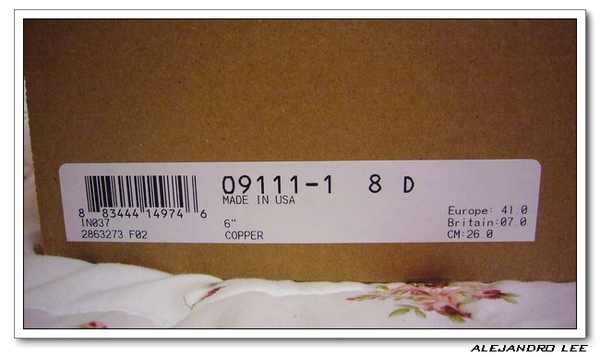 09111-1 8 D
MADE IN USA
8 83444 14974 6
IN037
2863273 F02
6"
COPPER
Europe: 41.0
Britain:07.0
CM:26.0
ALEJANDRO LEE